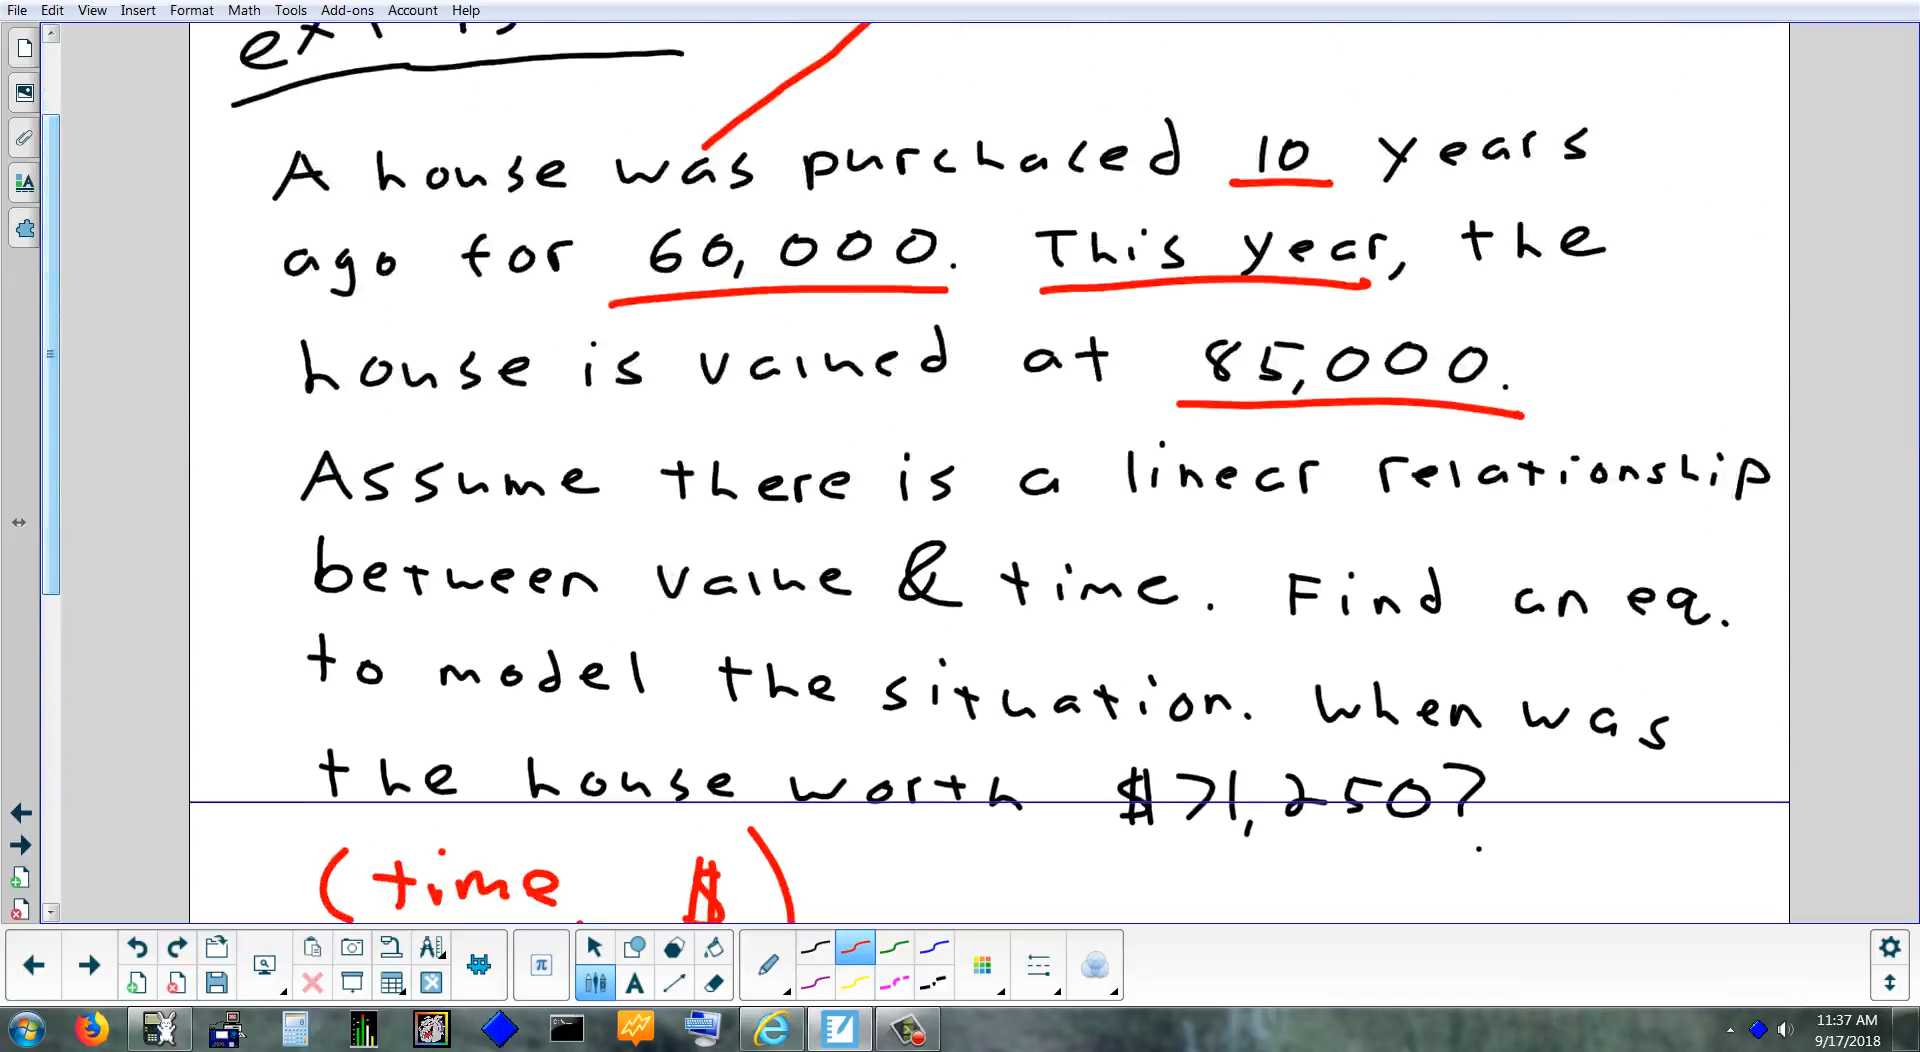 File Edit View Insert Format Math Tools Add-ons Account Help
A house was purchaced 10 years
ago for 60,000. This year, the
house is valued at 85,000.
Assume there is a linear relationship
between value & time. Find an eq.
to model the situation. When was
the house worth $71,250?
(time, $)
11:37 AM
9/17/2018